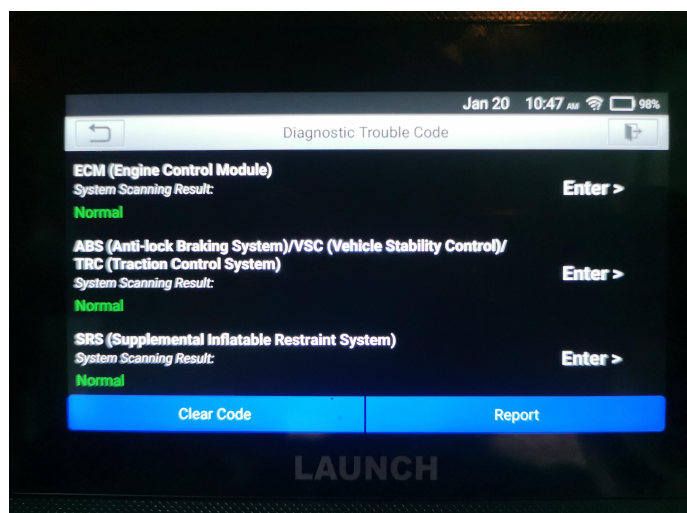 Jan 20 10:47 AM 98%
Diagnostic Trouble Code
ECM (Engine Control Module)
System Scanning Result:
Enter >
Normal
ABS (Anti-lock Braking System)/VSC (Vehicle Stability Control)/
TRC (Traction Control System)
System Scanning Result:
Enter >
Normal
SRS (Supplemental Inflatable Restraint System)
System Scanning Result:
Enter >
Normal
Clear Code
Report
LAUNCH